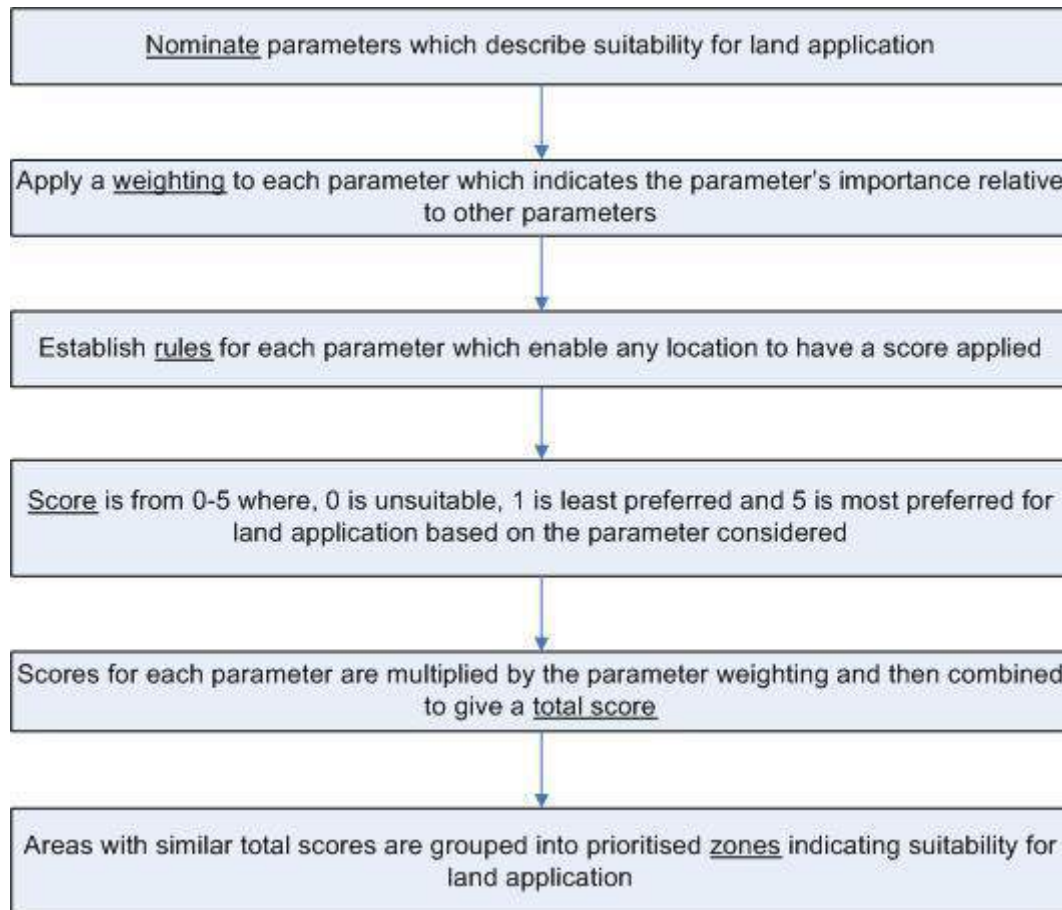 Nominate parameters which describe suitability for land application
Apply a weighting to each parameter which indicates the parameter's importance relative
to other parameters
Establish rules for each parameter which enable any location to have a score applied
Score is from 0-5 where, 0 is unsuitable, 1 is least preferred and 5 is most preferred for
land application based on the parameter considered
Scores for each parameter are multiplied by the parameter weighting and then combined
to give a total score
Areas with similar total scores are grouped into prioritised zones indicating suitability for
land application